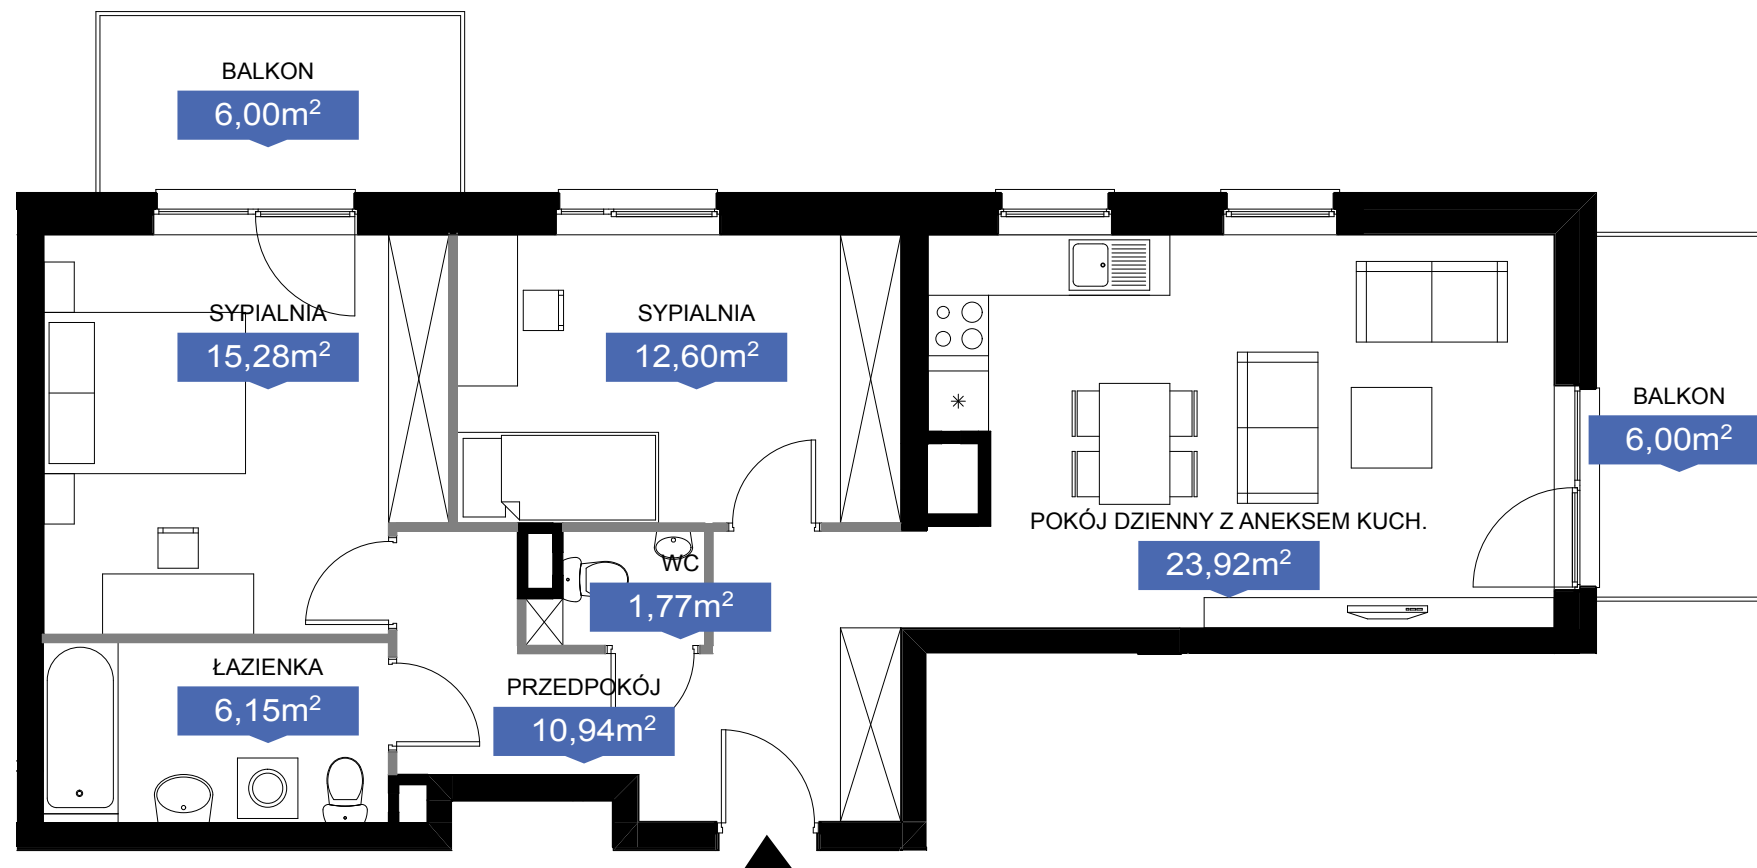 BALKON
6,00m²
SYPIALNIA
15,28m²
SYPIALNIA
12,60m²
BALKON
6,00m²
POKÓJ DZIENNY Z ANEKSEM KUCH.
23,92m²
WC
1,77m²
ŁAZIENKA
6,15m²
PRZEDPOKÓJ
10,94m²